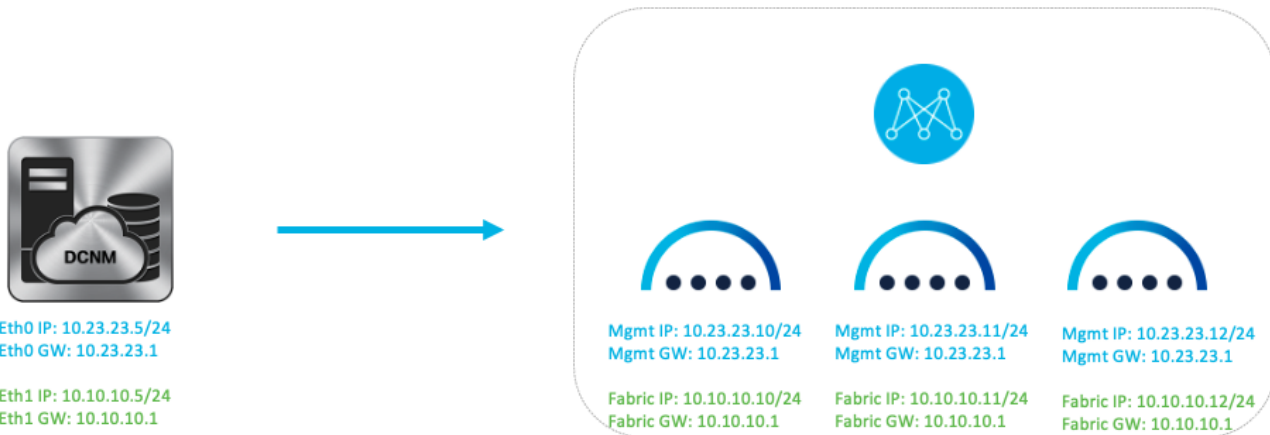 DCNM
Eth0 IP: 10.23.23.5/24
Eth0 GW: 10.23.23.1
Eth1 IP: 10.10.10.5/24
Eth1 GW: 10.10.10.1
Mgmt IP: 10.23.23.10/24
Mgmt GW: 10.23.23.1
Fabric IP: 10.10.10.10/24
Fabric GW: 10.10.10.1
Mgmt IP: 10.23.23.11/24
Mgmt GW: 10.23.23.1
Fabric IP: 10.10.10.11/24
Fabric GW: 10.10.10.1
Mgmt IP: 10.23.23.12/24
Mgmt GW: 10.23.23.1
Fabric IP: 10.10.10.12/24
Fabric GW: 10.10.10.1